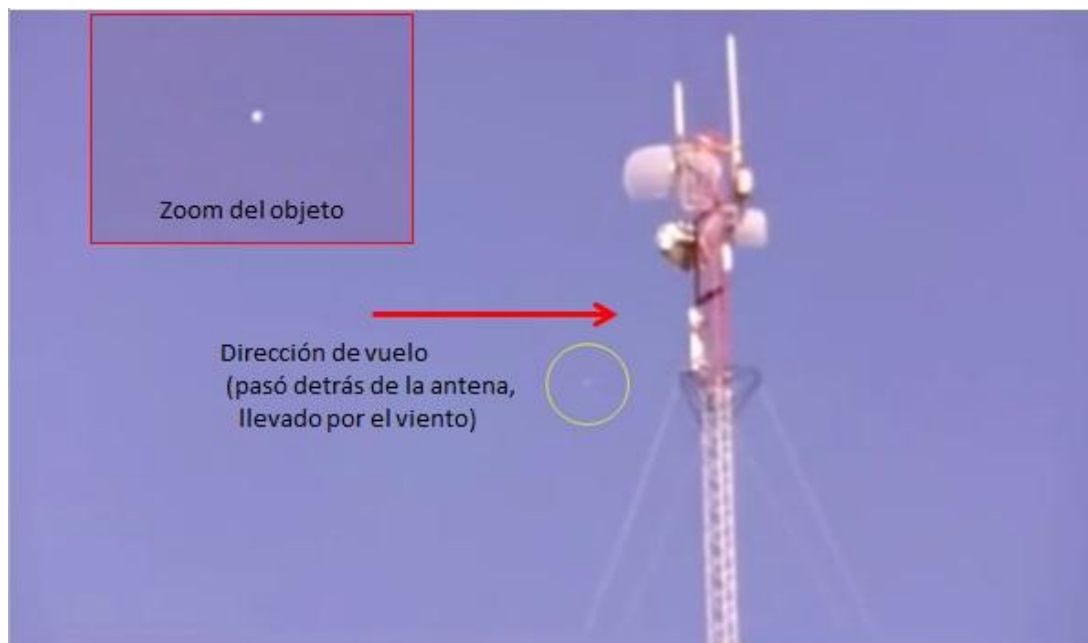 Zoom del objeto
Dirección de vuelo
(pasó detrás de la antena,
llevado por el viento)